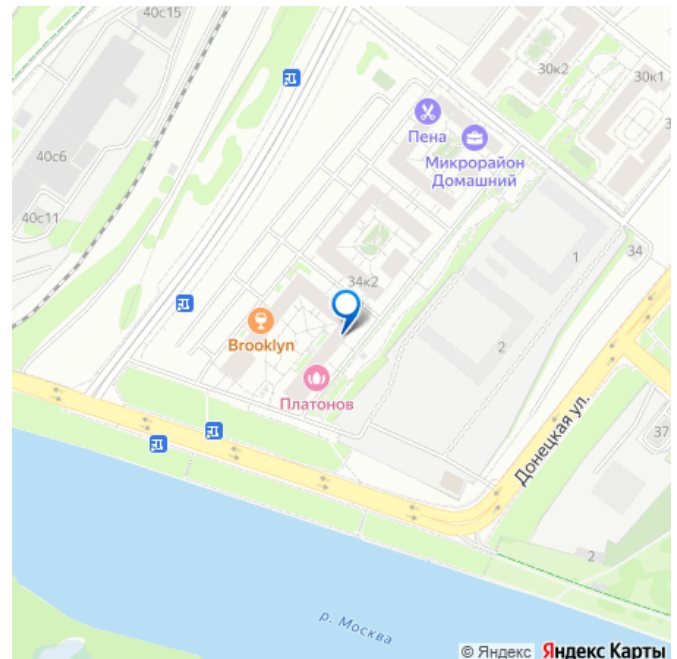 40с15
30к2
30к1
Пена
Микрорайон
Домашний
40с6
40с11
34
1
34к2
2
Brooklyn
Платонов
Донецкая ул.
37
2
р. Москва
© Яндекс Яндекс Карты